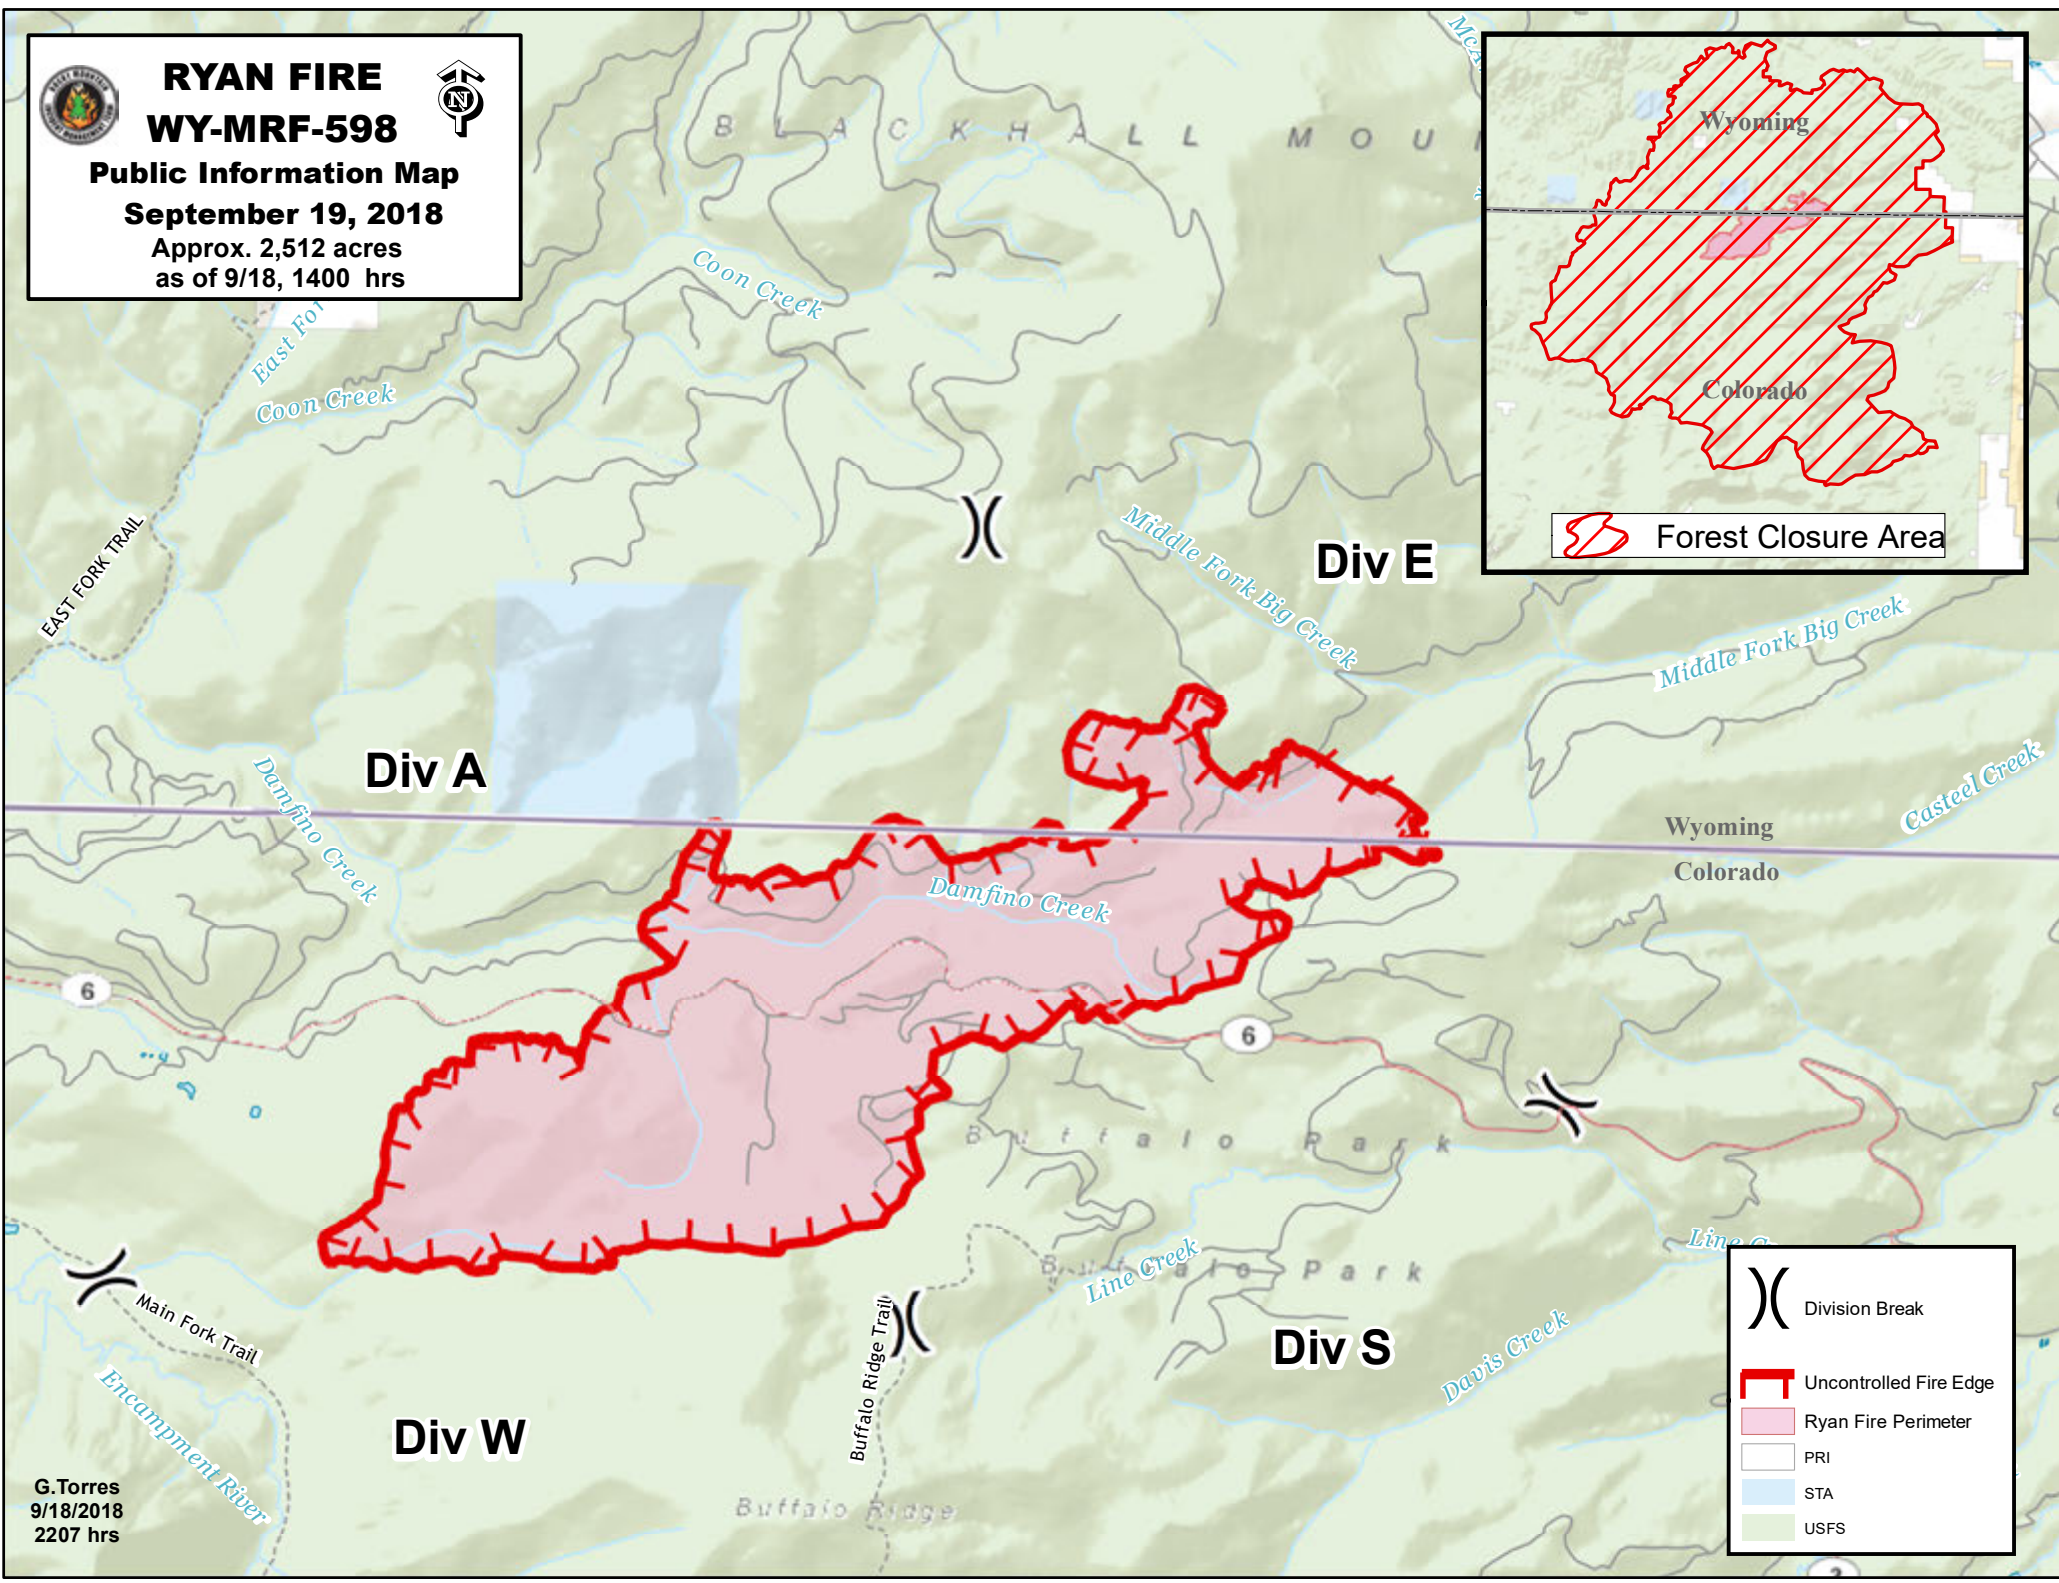 RYAN FIRE
WY-MRF-598
Public Information Map
September 19, 2018
Approx. 2,512 acres
as of 9/18, 1400 hrs
N
BLACKHALL MOU
Wyoming
Colorado
Forest Closure Area
Coon Creek
East For
Coon Creek
EAST FORK TRAIL
Middle Fork Big Creek
Div E
Middle Fork Big Creek
Div A
Damfino Creek
Casteel Creek
Wyoming
Colorado
Damfino Creek
6
6
Buffalo Park
Line Creek
Buffalo Park
Line C
Main Fork Trail
Buffalo Ridge Trail
Div S
Davis Creek
Encampment River
Div W
Buffalo Ridge
G.Torres
9/18/2018
2207 hrs
Division Break
Uncontrolled Fire Edge
Ryan Fire Perimeter
PRI
STA
USFS